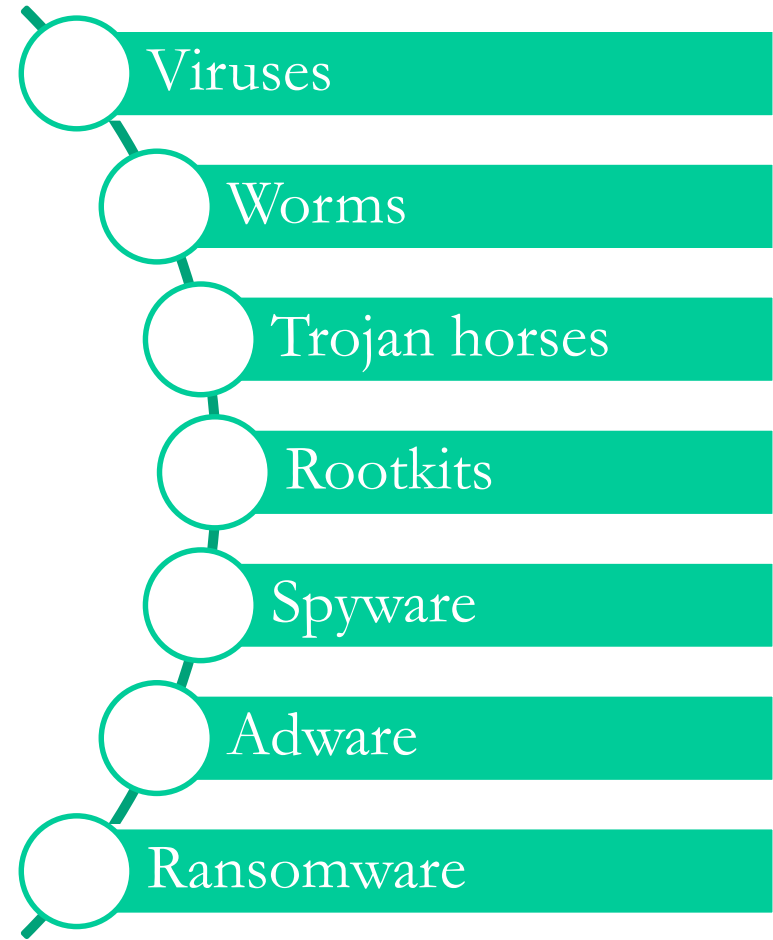 Viruses
Worms
Trojan horses
Rootkits
Spyware
Adware
Ransomware